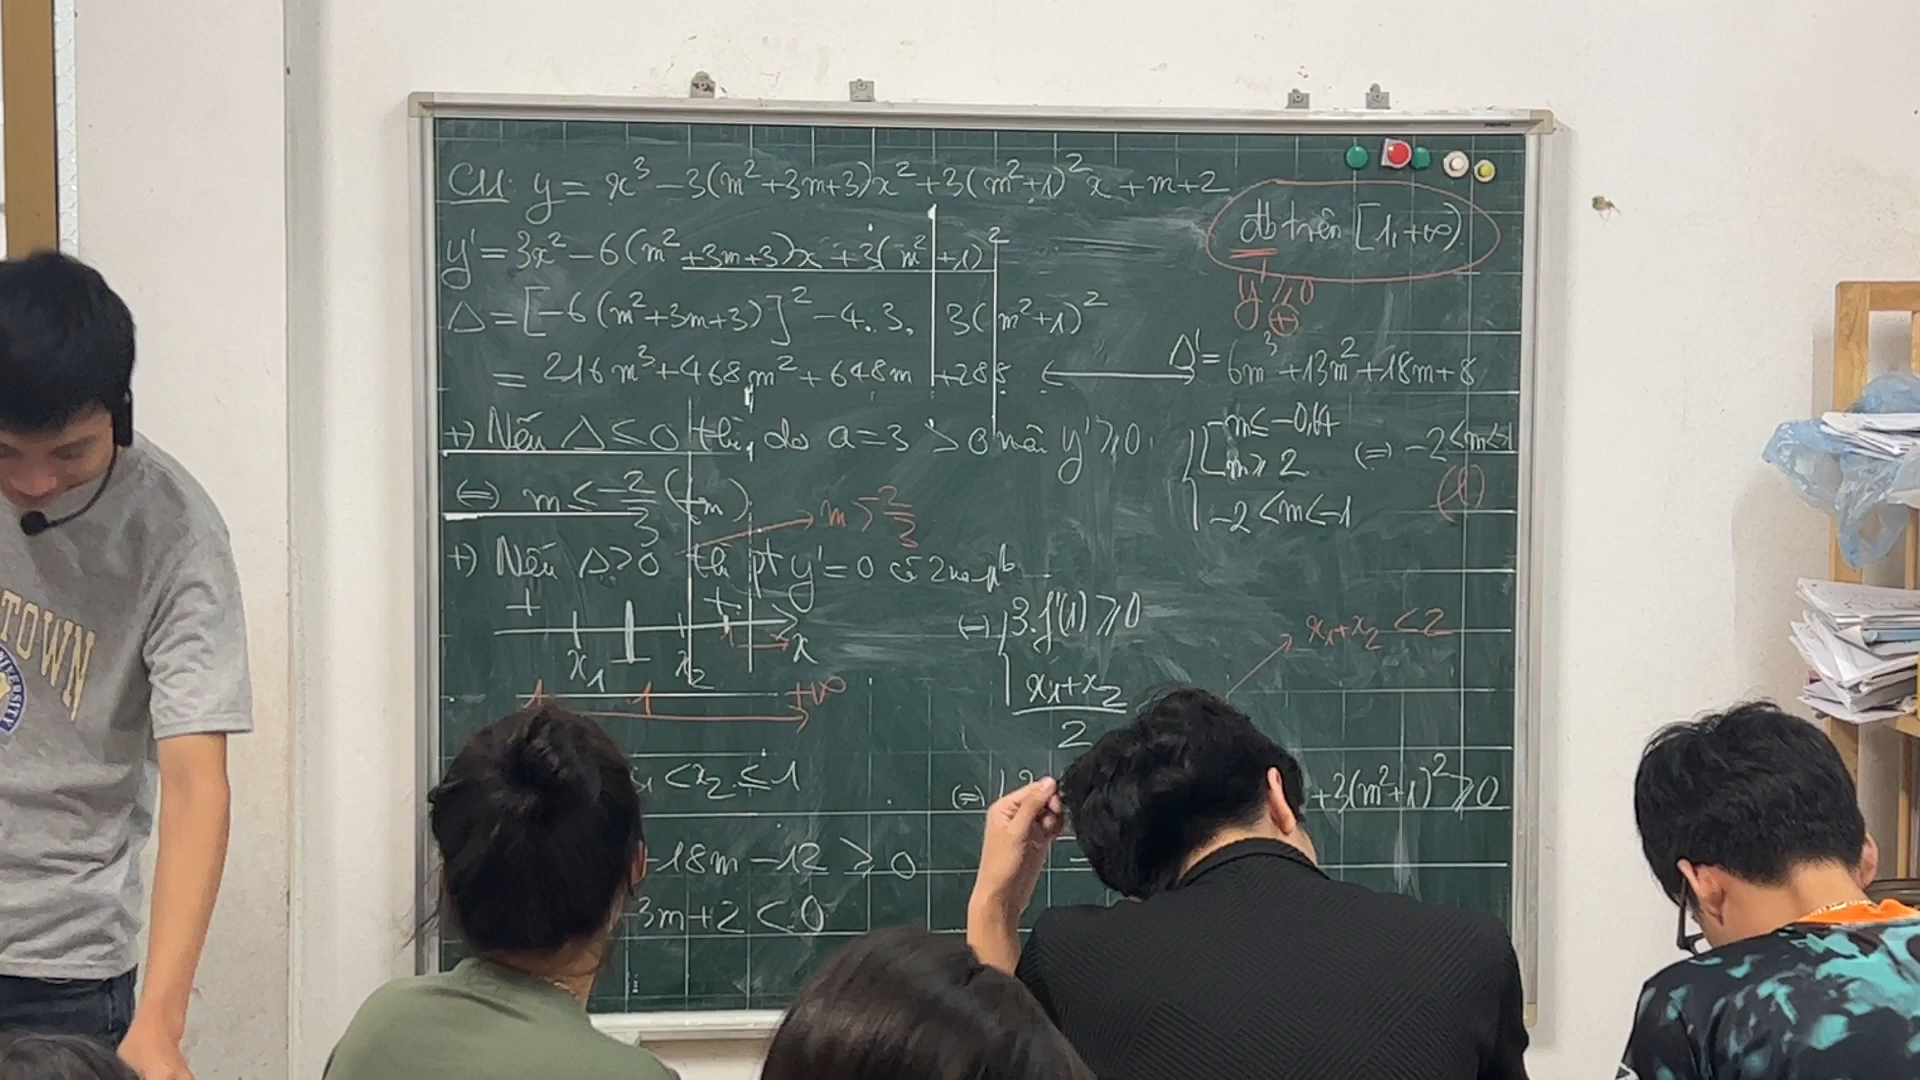 CM: y = x³ - 3(m² + 3m + 3)x² + 3(m² + 1)²x + m + 2
đb trên [1, +∞)
y' = 3x² - 6(m² + 3m + 3)x + 3(m² + 1)²
y' ≥ 0
Δ = [-6(m² + 3m + 3)]² - 4.3. 3(m² + 1)²
= 216m³ + 468m² + 648m + 288
Δ' = 6m³ + 13m² + 18m + 8
+) Nếu Δ ≤ 0 thì, do a = 3 > 0 nên y' ≥ 0.
m ≤ -0,64
m ≥ 2
-2 < m < -1
(=) -2 < m < -1
(=) m ≤ -2/3 (tm)
m > -2/3
+) Nếu Δ > 0 thì pt y' = 0 có 2 no pb
+ - +
x₁ x₂ x
1 1 +∞
(=) 3.f'(1) ≥ 0
x₁ + x₂ < 2
x₁ + x₂
2
< x₂ ≤ 1
(=)
+ 3(m² + 1)² ≥ 0
- 18m - 12 ≥ 0
3m + 2 < 0
TOWN
UNIVERSITY